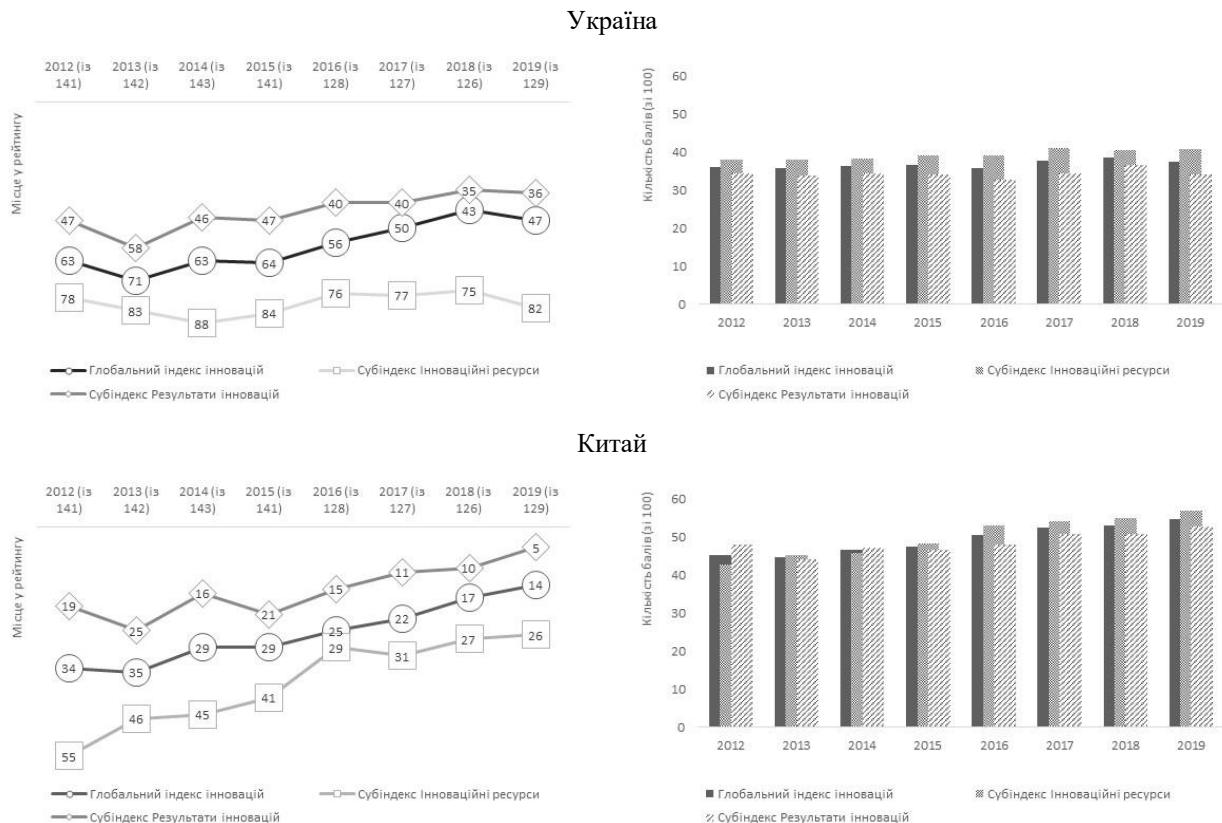 Україна
2012 (із 2013 (із 2014 (із 2015 (із 2016 (із 2017 (із 2018 (із 2019 (із
141) 142) 143) 141) 128) 127) 126) 129)
Місце у рейтингу
47 58 46 47 40 40 35 36
63 71 63 64 56 50 43 47
78 83 88 84 76 77 75 82
Глобальний індекс інновацій Субіндекс Інноваційні ресурси
Субіндекс Результати інновацій
Кількість балів (зі 100)
60
50
40
30
20
10
0
2012 2013 2014 2015 2016 2017 2018 2019
Глобальний індекс інновацій Субіндекс Інноваційні ресурси
Субіндекс Результати інновацій
Китай
2012 (із 2013 (із 2014 (із 2015 (із 2016 (із 2017 (із 2018 (із 2019 (із
141) 142) 143) 141) 128) 127) 126) 129)
Місце у рейтингу
19 25 16 21 15 11 10 5
34 35 29 29 25 22 17 14
55 46 45 41 29 31 27 26
Глобальний індекс інновацій Субіндекс Інноваційні ресурси
Субіндекс Результати інновацій
Кількість балів (зі 100)
60
50
40
30
20
10
0
2012 2013 2014 2015 2016 2017 2018 2019
Глобальний індекс інновацій Субіндекс Інноваційні ресурси
Субіндекс Результати інновацій